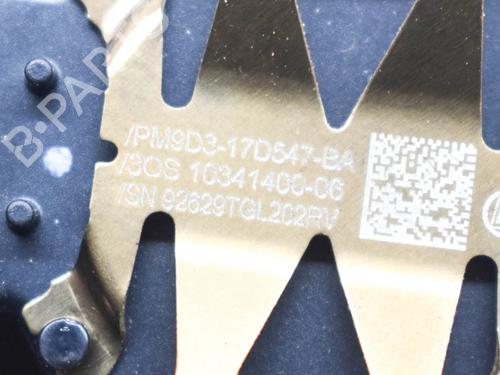 B-PARTS
/PM9D3-17D547-BA
/3OS 10341400-06
/SN 92629TGL202RV